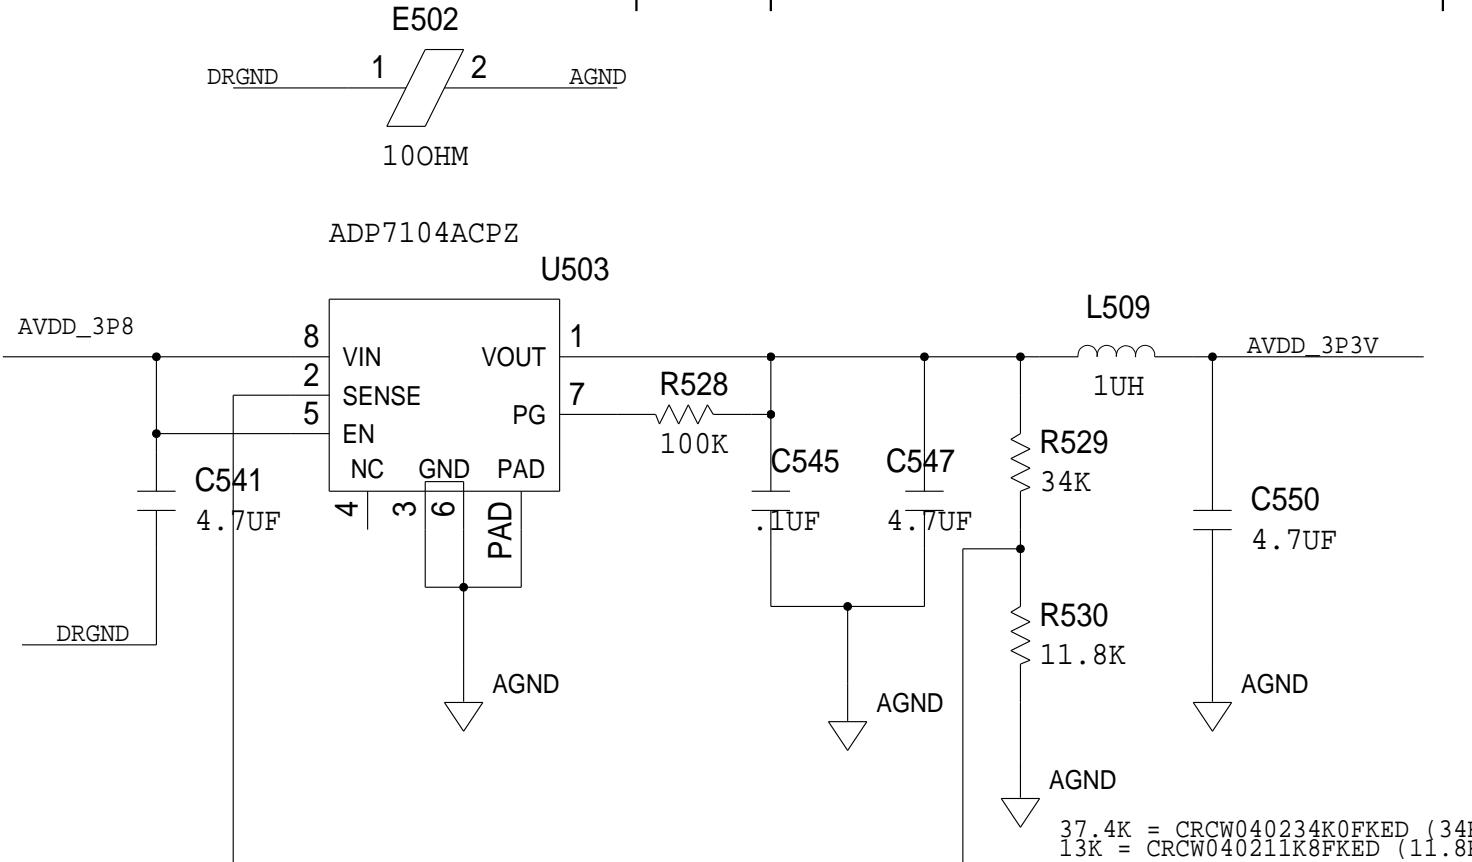 E502
DRGND 1 2 AGND
10OHM
ADP7104ACPZ
U503
AVDD_3P8
8 VIN
2 SENSE
5 EN
NC GND PAD
4 3 6 PAD
VOUT 1
PG 7
R528
100K
C541
4.7UF
DRGND
AGND
C545
.1UF
C547
4.7UF
AGND
L509
1UH
AVDD_3P3V
R529
34K
R530
11.8K
AGND
C550
4.7UF
AGND
37.4K = CRCW040234K0FKED (34
13K = CRCW040211K8FKED (11.8